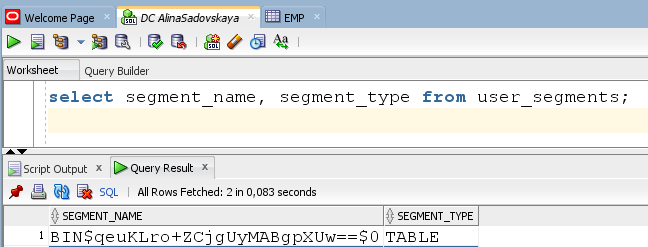 Welcome Page x DC AlinaSadovskaya x EMP x
Aa
Worksheet Query Builder
select segment_name, segment_type from user_segments;
Script Output x Query Result x
SQL | All Rows Fetched: 2 in 0,083 seconds
SEGMENT_NAME SEGMENT_TYPE
1 BIN$qeuKLro+ZCjgUyMABgpXUw==$0 TABLE